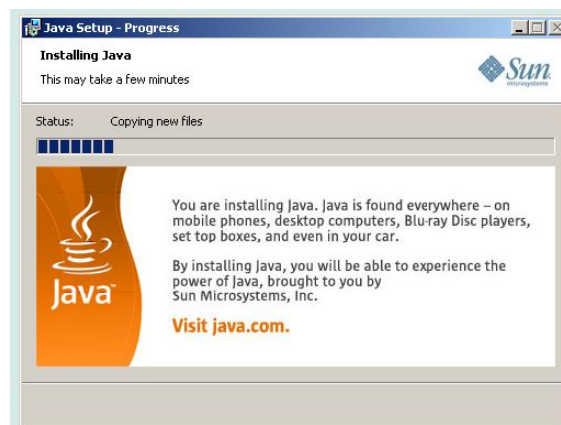 Java Setup - Progress
Installing Java
This may take a few minutes
Sun
microsystems
Status: Copying new files
You are installing Java. Java is found everywhere – on
mobile phones, desktop computers, Blu-ray Disc players,
set top boxes, and even in your car.
By installing Java, you will be able to experience the
power of Java, brought to you by
Sun Microsystems, Inc.
Visit java.com.
Java™